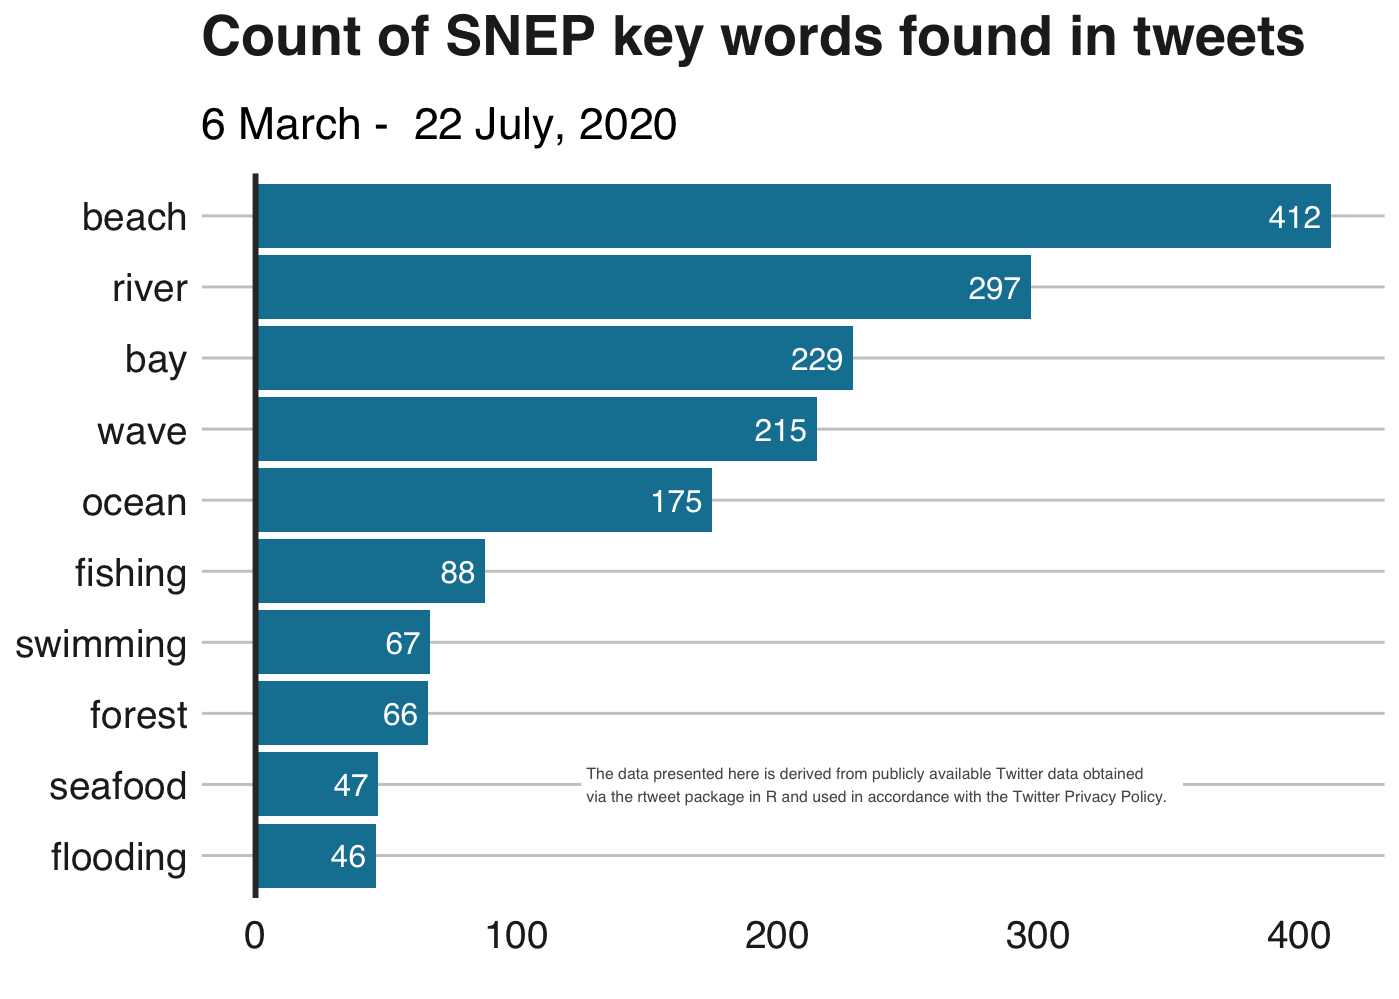 Count of SNEP key words found in tweets
6 March -  22 July, 2020
beach 412
river 297
bay 229
wave 215
ocean 175
fishing 88
swimming 67
forest 66
seafood 47
The data presented here is derived from publicly available Twitter data obtained
via the rtweet package in R and used in accordance with the Twitter Privacy Policy.
flooding 46
0 100 200 300 400